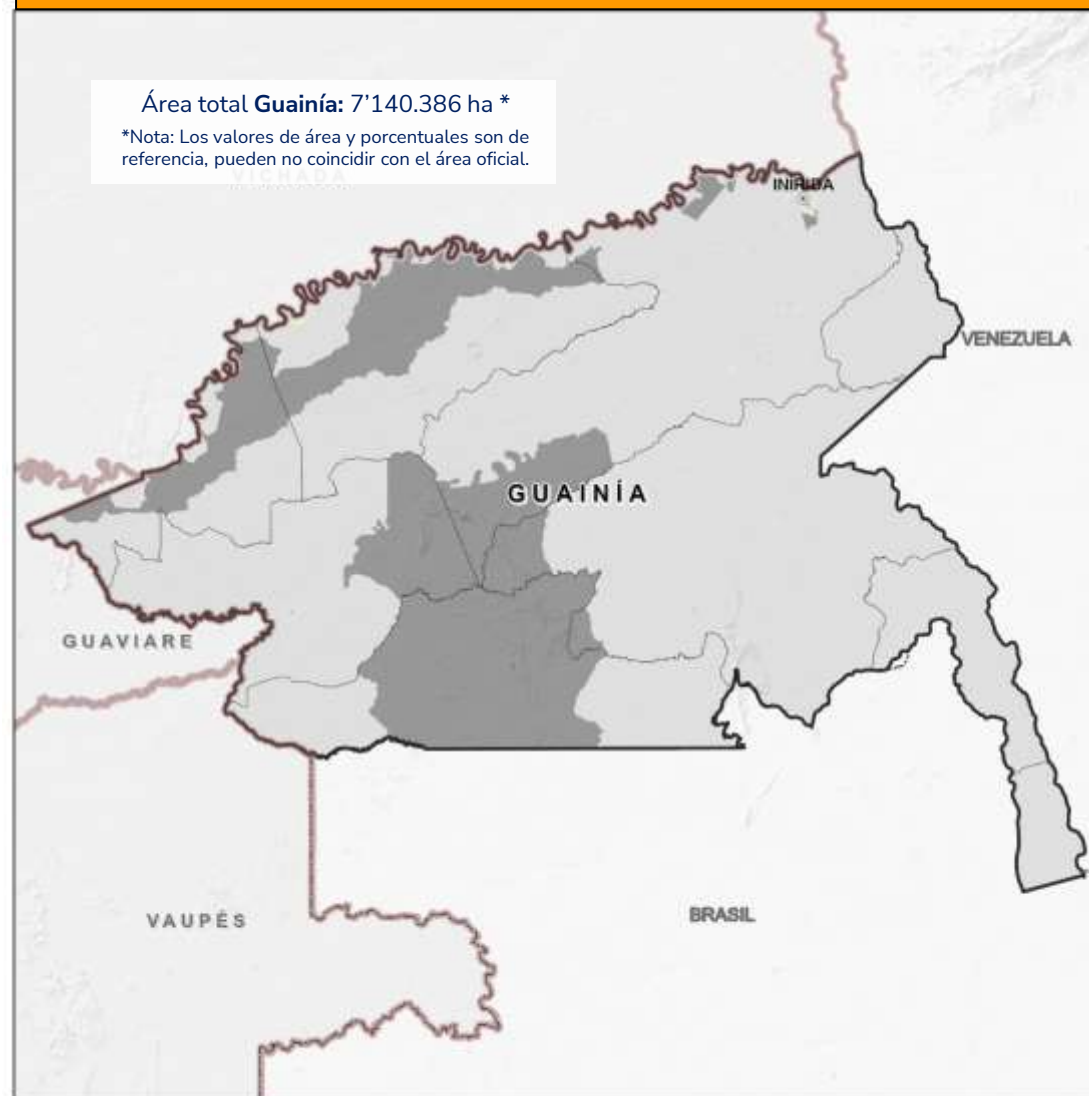 Área total Guainía: 7’140.386 ha *
*Nota: Los valores de área y porcentuales son de
referencia, pueden no coincidir con el área oficial.
VICHADA
INIRIDA
VENEZUELA
GUAINÍA
GUAVIARE
VAUPÉS
BRASIL